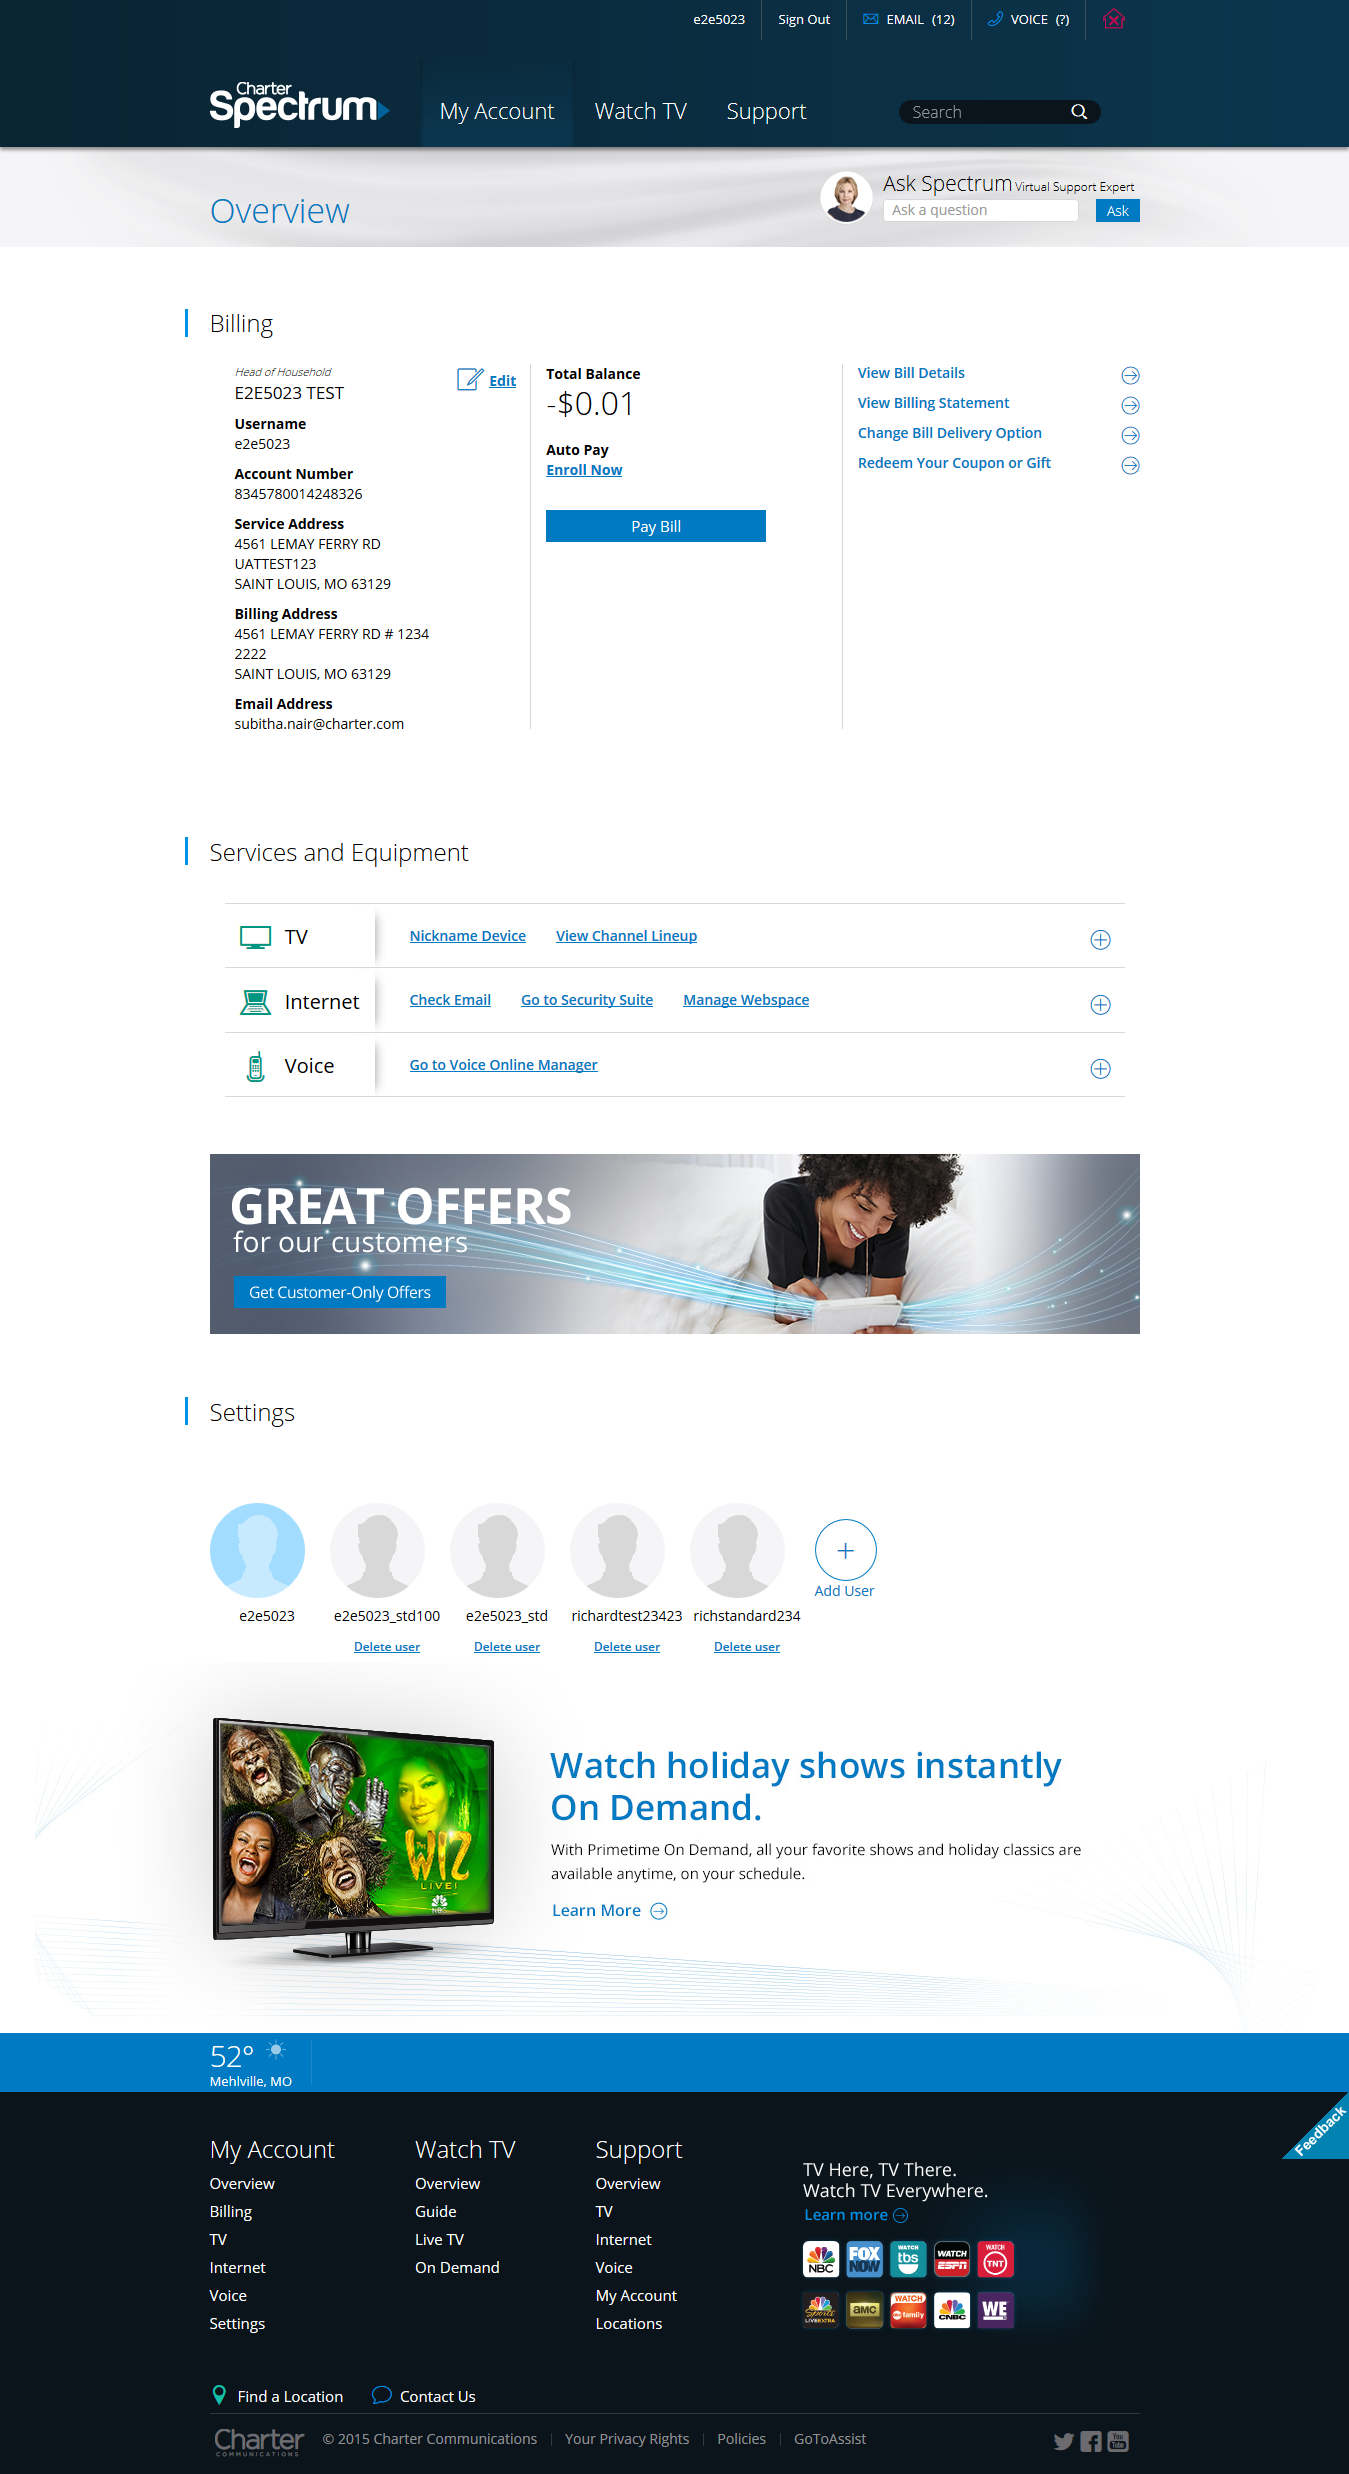 e2e5023
Sign Out
EMAIL (12)
VOICE (?)
Charter
Spectrum
My Account
Watch TV
Support
Search
Overview
Ask Spectrum Virtual Support Expert
Ask a question
Ask
Billing
Head of Household
E2E5023 TEST
Edit
Username
e2e5023
Account Number
8345780014248326
Service Address
4561 LEMAY FERRY RD
UATTEST123
SAINT LOUIS, MO 63129
Billing Address
4561 LEMAY FERRY RD # 1234
2222
SAINT LOUIS, MO 63129
Email Address
subitha.nair@charter.com
Total Balance
-$0.01
Auto Pay
Enroll Now
Pay Bill
View Bill Details
View Billing Statement
Change Bill Delivery Option
Redeem Your Coupon or Gift
Services and Equipment
TV
Nickname Device
View Channel Lineup
Internet
Check Email
Go to Security Suite
Manage Webspace
Voice
Go to Voice Online Manager
GREAT OFFERS
for our customers
Get Customer-Only Offers
Settings
e2e5023
e2e5023_std100
Delete user
e2e5023_std
Delete user
richardtest23423
Delete user
richstandard234
Delete user
Add User
THE
WIZ
LIVE!
NBC
Watch holiday shows instantly
On Demand.
With Primetime On Demand, all your favorite shows and holiday classics are
available anytime, on your schedule.
Learn More
52°
Mehlville, MO
Feedback
My Account
Overview
Billing
TV
Internet
Voice
Settings
Watch TV
Overview
Guide
Live TV
On Demand
Support
Overview
TV
Internet
Voice
My Account
Locations
TV Here, TV There.
Watch TV Everywhere.
Learn more
NBC
FOX NOW
WATCH tbs
WATCH ESPN
WATCH TNT
Sports LIVE EXTRA
aMC
WATCH abc family
CNBC
WE
Find a Location
Contact Us
Charter
COMMUNICATIONS
© 2015 Charter Communications
Your Privacy Rights
Policies
GoToAssist
You Tube